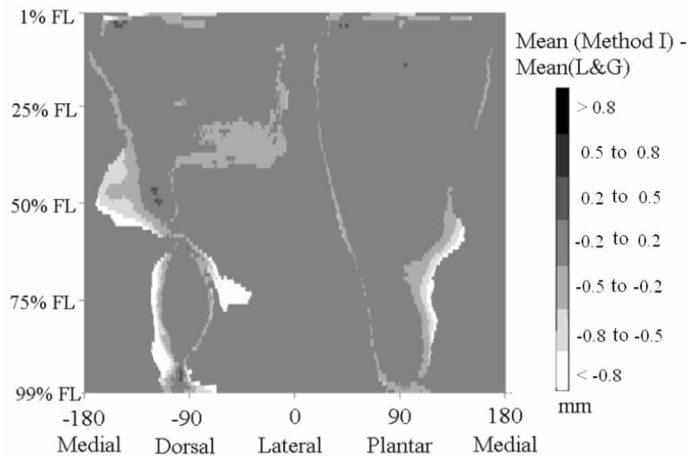 1% FL
25% FL
50% FL
75% FL
99% FL
-180 -90 0 90 180
Medial Dorsal Lateral Plantar Medial
Mean (Method I) -
Mean(L&G)
> 0.8
0.5 to 0.8
0.2 to 0.5
-0.2 to 0.2
-0.5 to -0.2
-0.8 to -0.5
< -0.8
mm